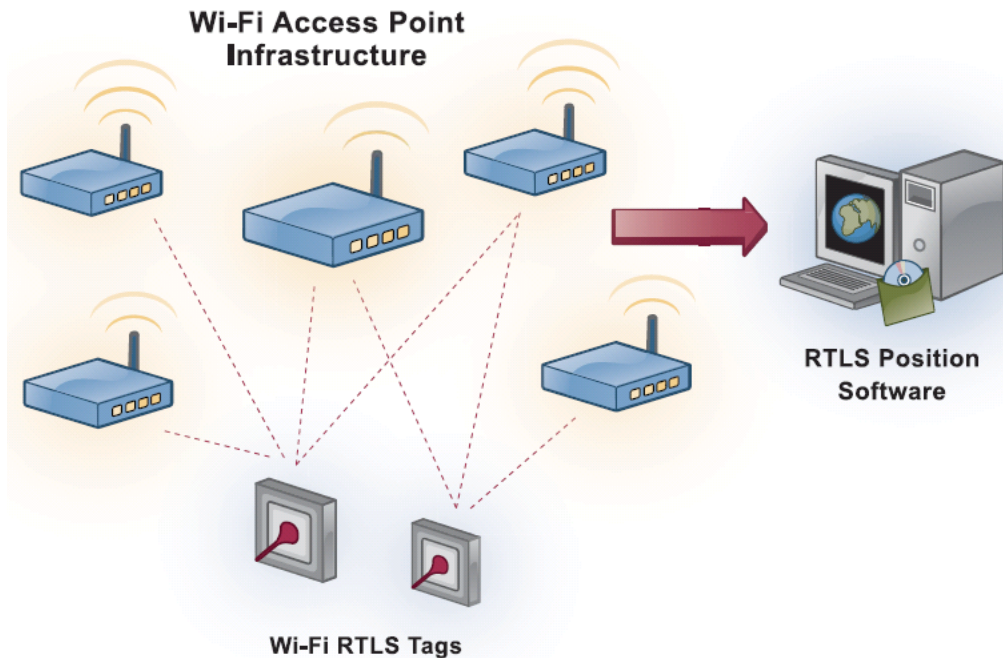 Wi-Fi Access Point
Infrastructure
RTLS Position
Software
Wi-Fi RTLS Tags